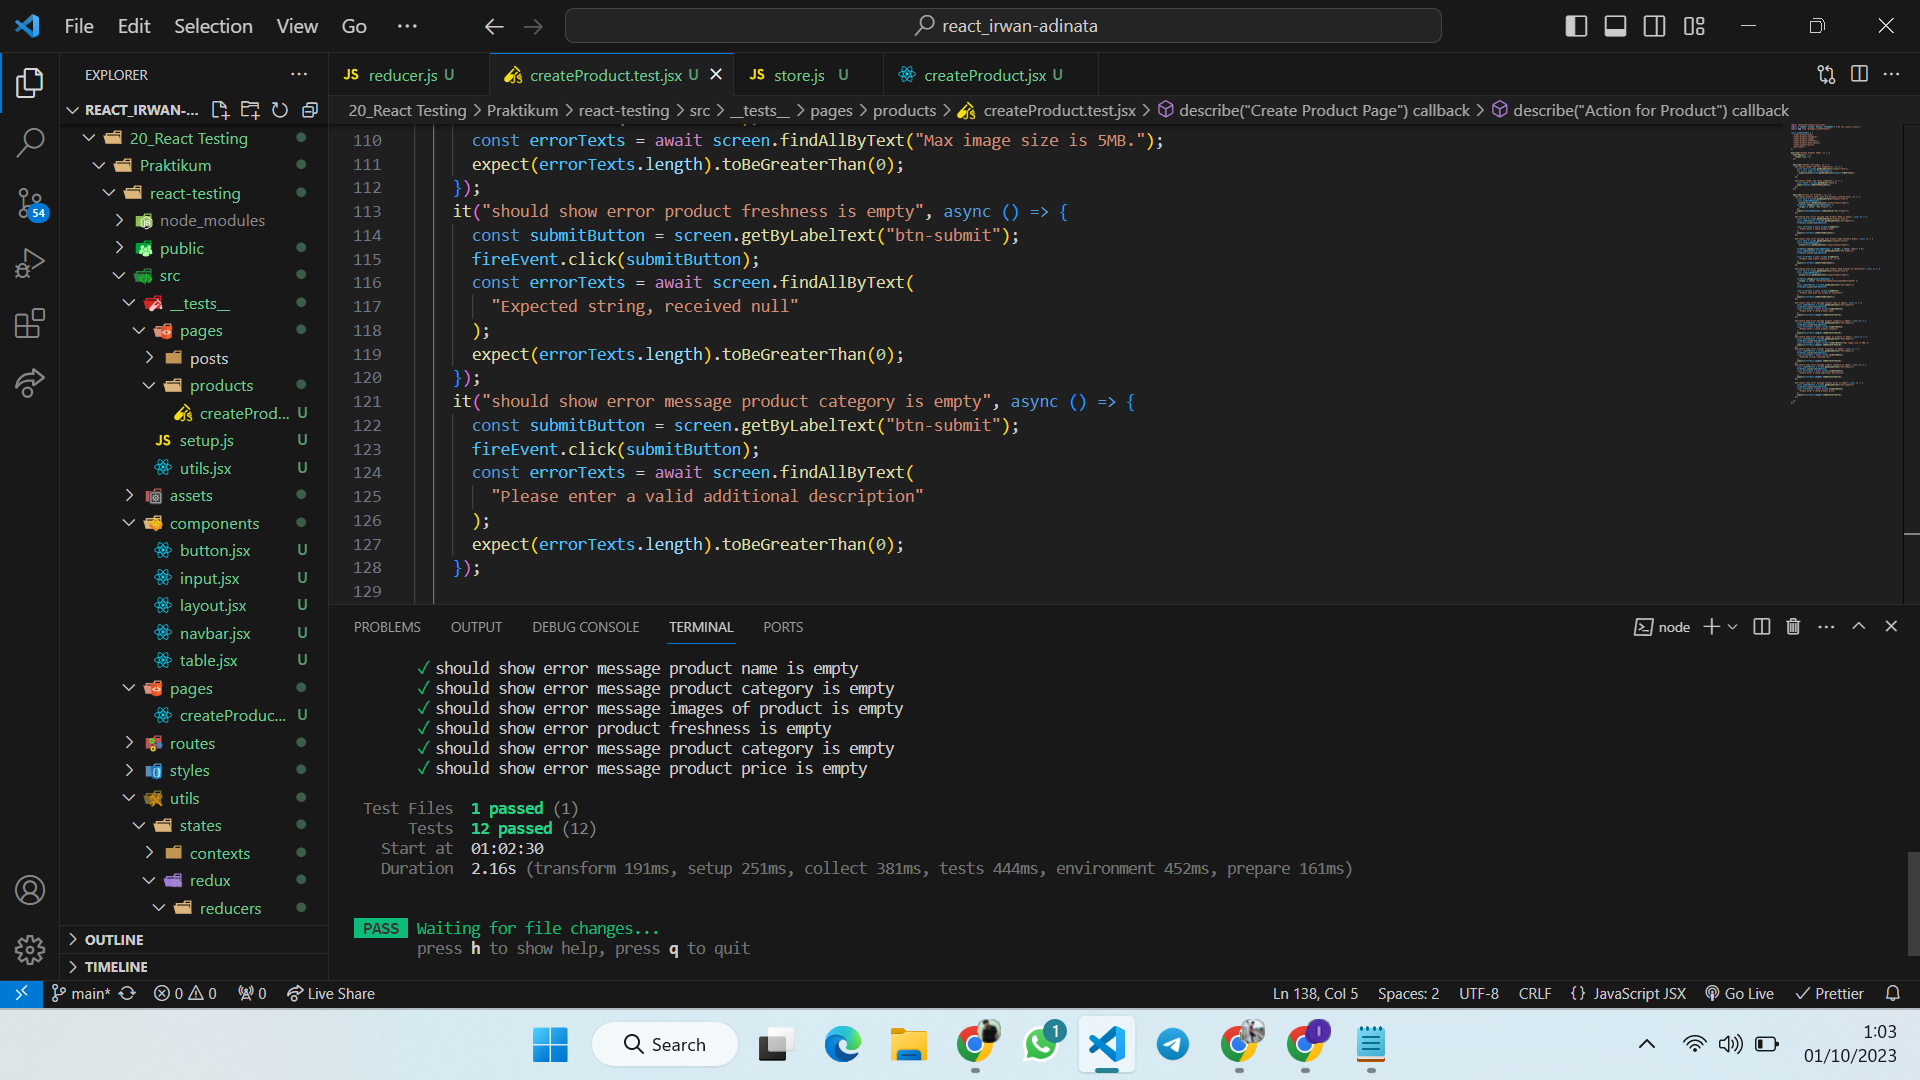 File Edit Selection View Go ··· react_irwan-adinata
EXPLORER
REACT_IRWAN-...
20_React Testing
Praktikum
react-testing
node_modules
public
src
__tests__
pages
posts
products
createProd... U
setup.js U
utils.jsx U
assets
components
button.jsx U
input.jsx U
layout.jsx U
navbar.jsx U
table.jsx U
pages
createProduc... U
routes
styles
utils
states
contexts
redux
reducers
OUTLINE
TIMELINE
54
JS reducer.js U createProduct.test.jsx U JS store.js U createProduct.jsx U
20_React Testing > Praktikum > react-testing > src > __tests__ > pages > products > createProduct.test.jsx > describe("Create Product Page") callback > describe("Action for Product") callback
110 const errorTexts = await screen.findAllByText("Max image size is 5MB.");
111 expect(errorTexts.length).toBeGreaterThan(0);
112 });
113 it("should show error product freshness is empty", async () => {
114 const submitButton = screen.getByLabelText("btn-submit");
115 fireEvent.click(submitButton);
116 const errorTexts = await screen.findAllByText(
117 "Expected string, received null"
118 );
119 expect(errorTexts.length).toBeGreaterThan(0);
120 });
121 it("should show error message product category is empty", async () => {
122 const submitButton = screen.getByLabelText("btn-submit");
123 fireEvent.click(submitButton);
124 const errorTexts = await screen.findAllByText(
125 "Please enter a valid additional description"
126 );
127 expect(errorTexts.length).toBeGreaterThan(0);
128 });
129
PROBLEMS OUTPUT DEBUG CONSOLE TERMINAL PORTS node
✓ should show error message product name is empty
✓ should show error message product category is empty
✓ should show error message images of product is empty
✓ should show error product freshness is empty
✓ should show error message product category is empty
✓ should show error message product price is empty
Test Files 1 passed (1)
Tests 12 passed (12)
Start at 01:02:30
Duration 2.16s (transform 191ms, setup 251ms, collect 381ms, tests 444ms, environment 452ms, prepare 161ms)
PASS Waiting for file changes...
press h to show help, press q to quit
main* 0 0 0 Live Share Ln 138, Col 5 Spaces: 2 UTF-8 CRLF {} JavaScript JSX Go Live Prettier
Search 1 I 1:03
01/10/2023